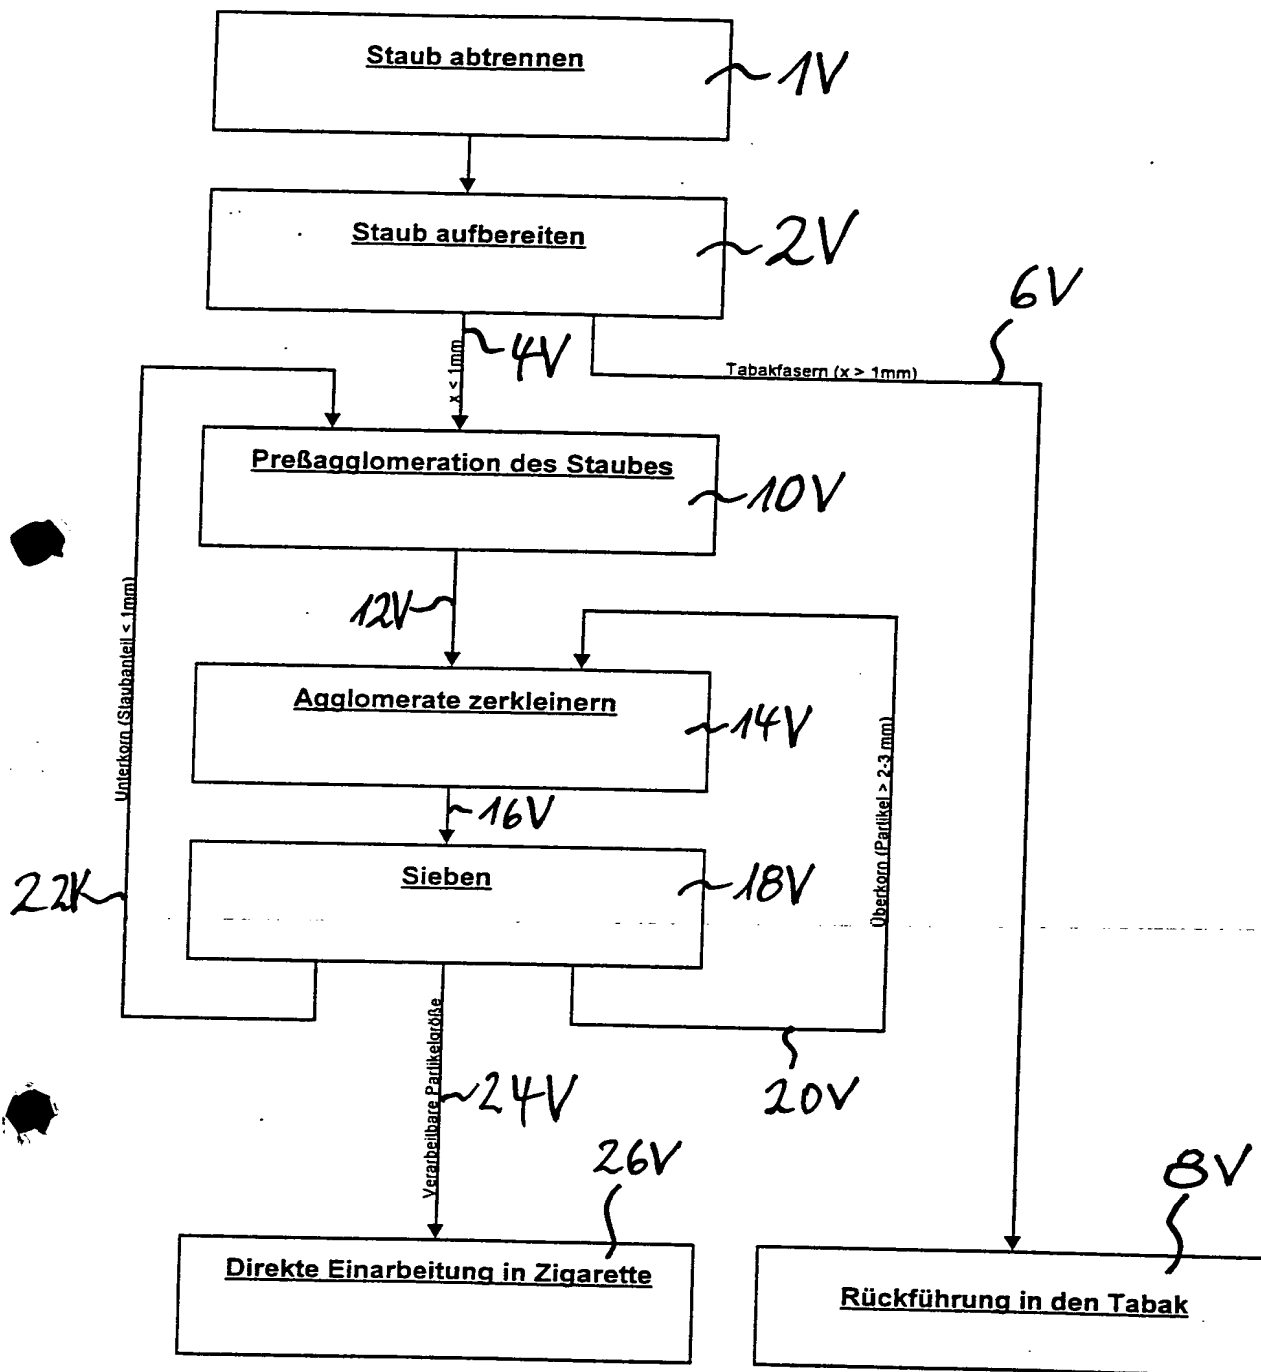 Staub abtrennen
1V
Staub aufbereiten
2V
6V
4V
x < 1mm
Tabakfasern (x > 1mm)
Preßagglomeration des Staubes
10V
12V
Unterkorn (Staubanteil < 1mm)
Agglomerate zerkleinern
14V
Überkorn (Partikel > 2-3 mm)
16V
Sieben
18V
22K
Verarbeilbare Partikelgröße
24V
20V
26V
8V
Direkte Einarbeitung in Zigarette
Rückführung in den Tabak